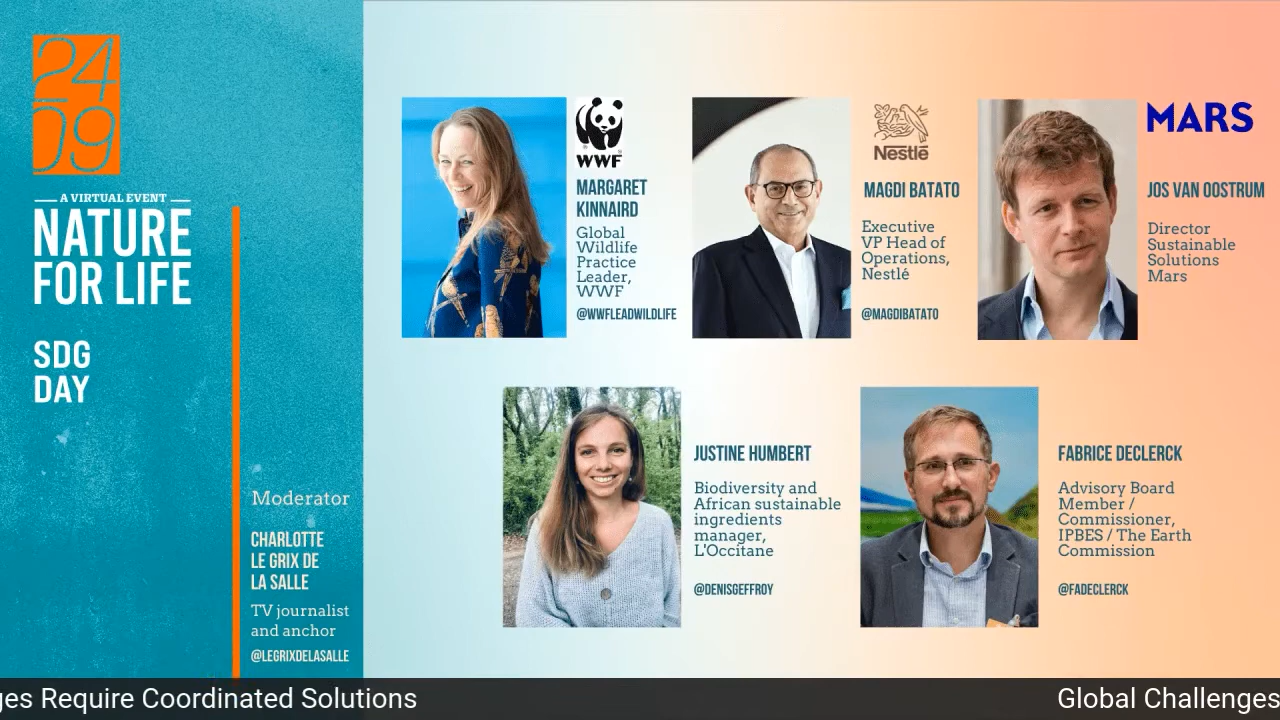 24
09
A VIRTUAL EVENT
NATURE
FOR LIFE
SDG
DAY
Moderator
CHARLOTTE
LE GRIX DE
LA SALLE
TV journalist
and anchor
@LEGRIXDELASALLE
WWF
MARGARET
KINNAIRD
Global
Wildlife
Practice
Leader,
WWF
@WWFLEADWILDLIFE
Nestlé
MAGDI BATATO
Executive
VP Head of
Operations,
Nestlé
@MAGDIBATATO
MARS
JOS VAN OOSTRUM
Director
Sustainable
Solutions
Mars
JUSTINE HUMBERT
Biodiversity and
African sustainable
ingredients
manager,
L'Occitane
@DENISGEFFROY
FABRICE DECLERCK
Advisory Board
Member /
Commissioner,
IPBES / The Earth
Commission
@FADECLERCK
ges Require Coordinated Solutions
Global Challenges